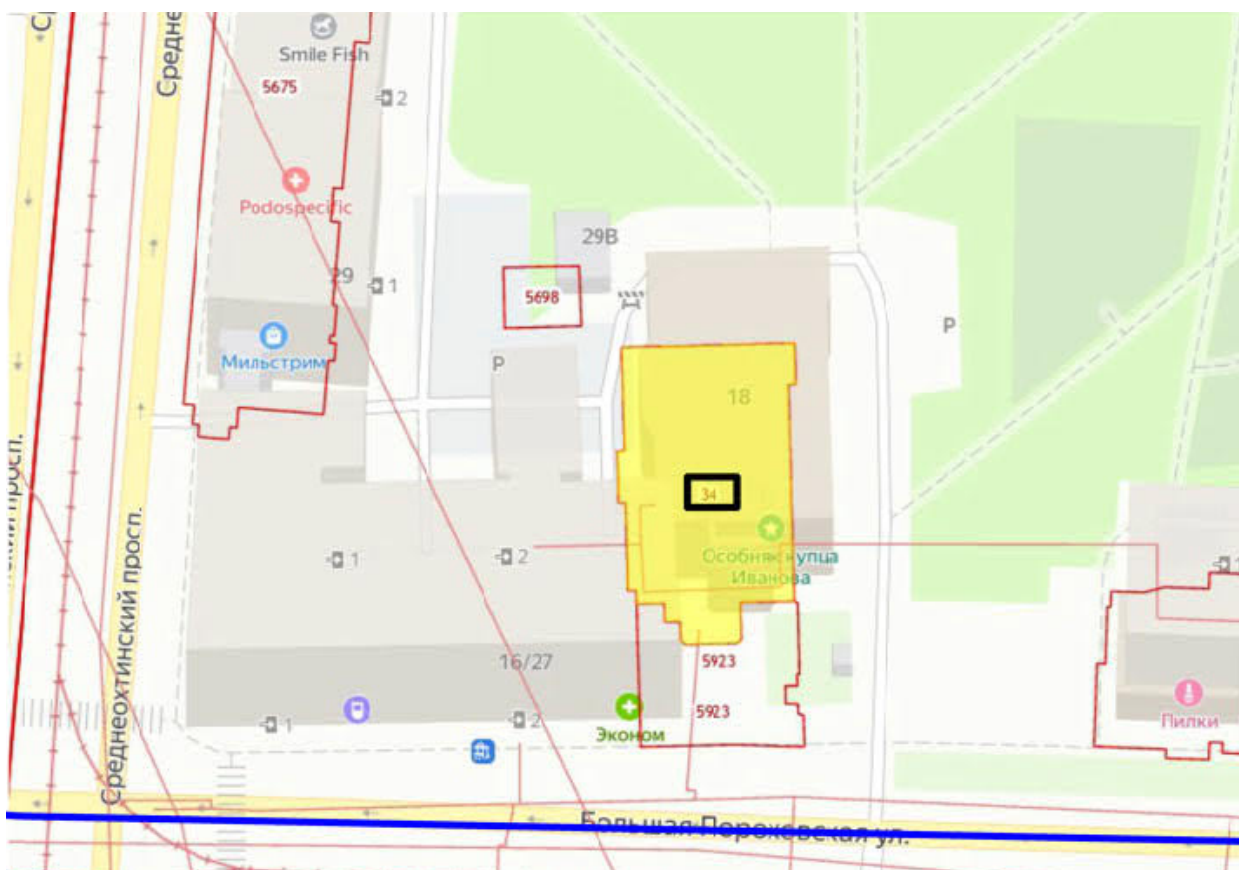 Средне
Smile Fish
5675
2
Podospecific
29В
29
1
5698
Мильстрим
Р
Р
18
34
Особняк купца
Иванова
1
2
Среднеохтинский просп.
16/27
5923
5923
1
2
Эконом
Пилки
Большая Пороховская ул.